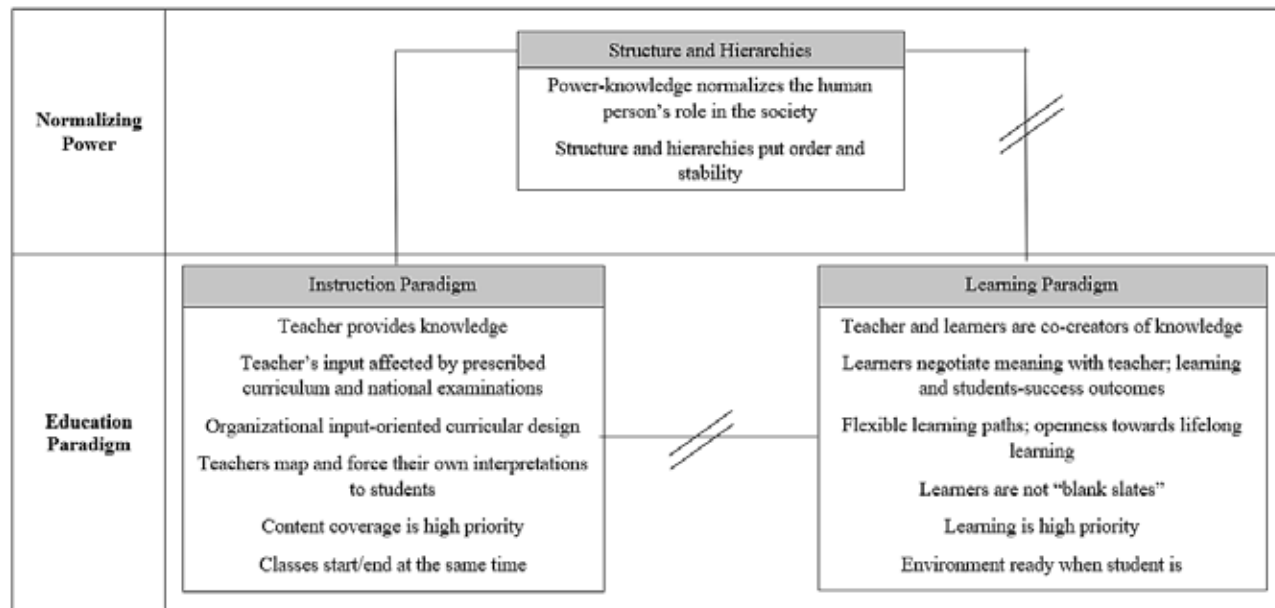 Normalizing
Power
Structure and Hierarchies
Power-knowledge normalizes the human
person's role in the society
Structure and hierarchies put order and
stability
Education
Paradigm
Instruction Paradigm
Teacher provides knowledge
Teacher's input affected by prescribed
curriculum and national examinations
Organizational input-oriented curricular design
Teachers map and force their own interpretations
to students
Content coverage is high priority
Classes start/end at the same time
Learning Paradigm
Teacher and learners are co-creators of knowledge
Learners negotiate meaning with teacher; learning
and students-success outcomes
Flexible learning paths; openness towards lifelong
learning
Learners are not “blank slates”
Learning is high priority
Environment ready when student is